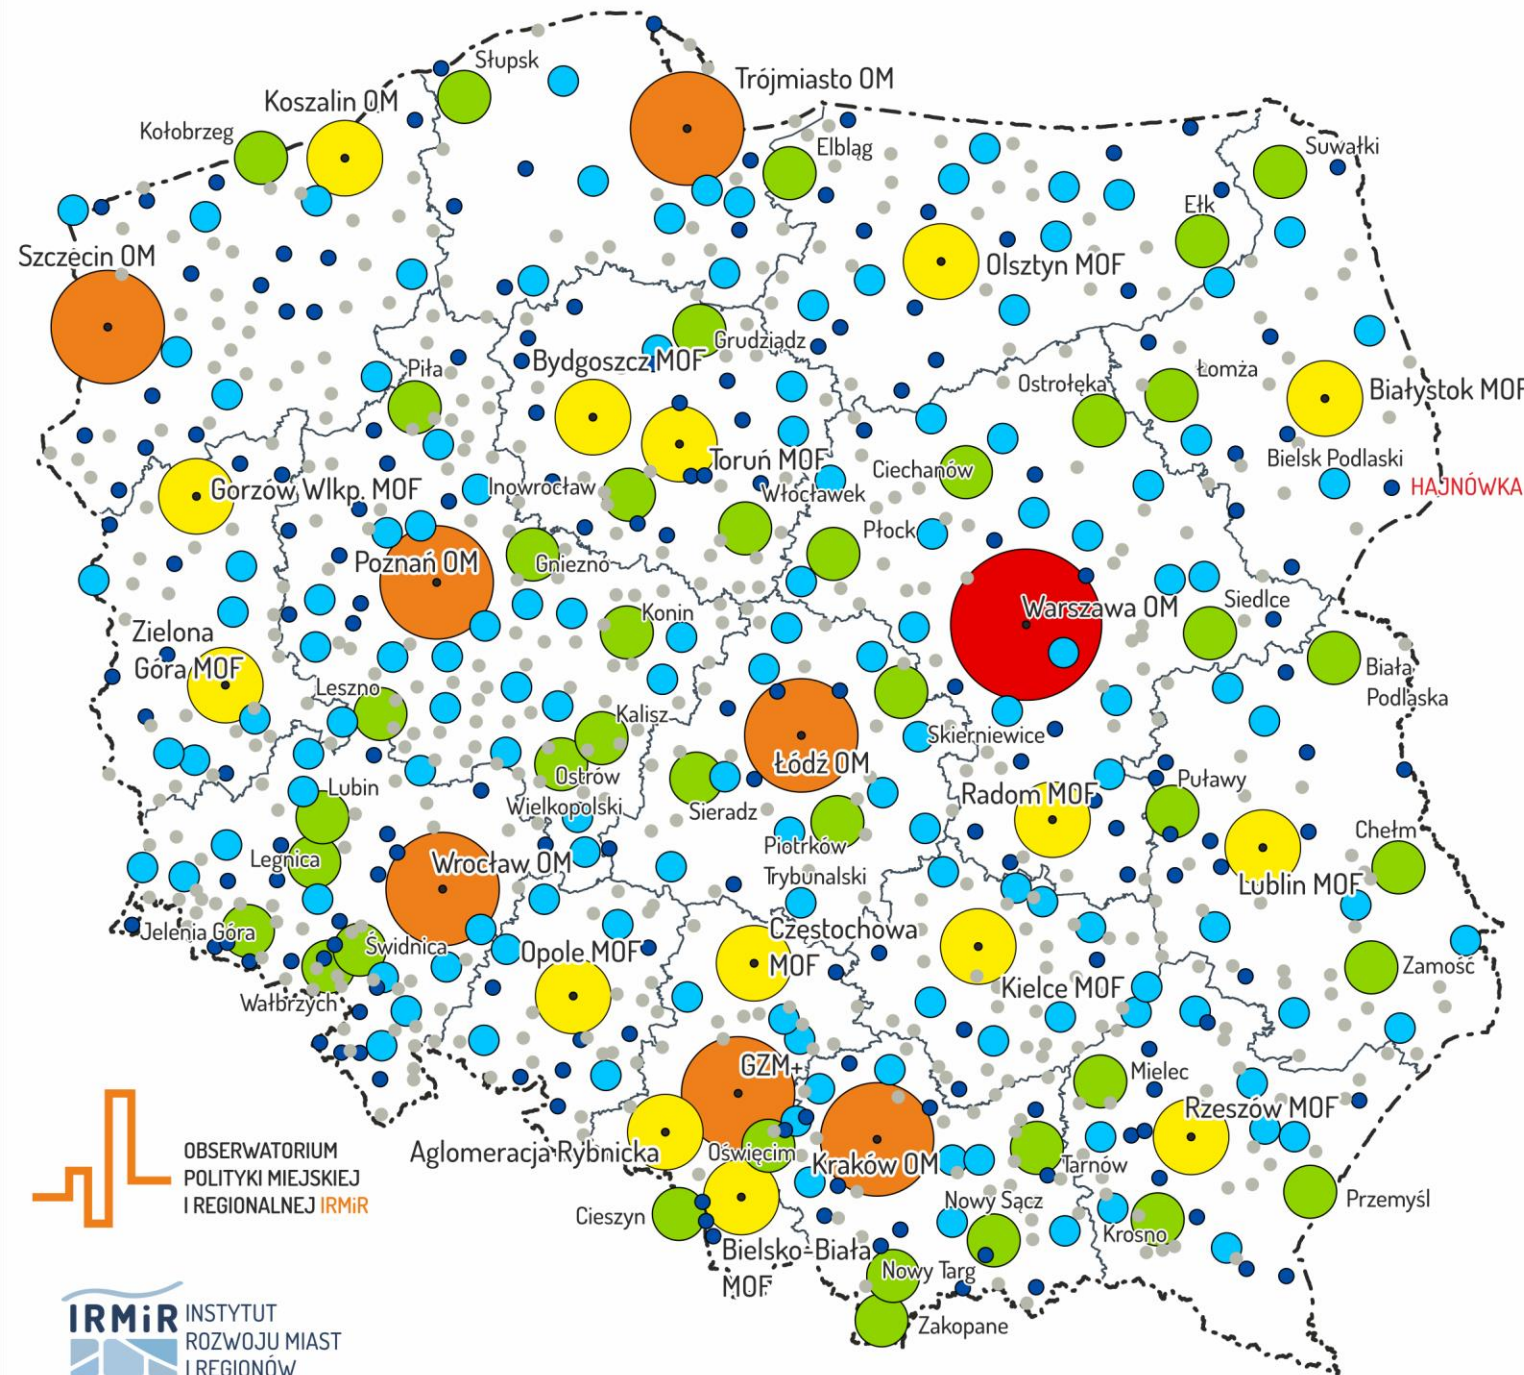 Słupsk
Trójmiasto OM
Koszalin OM
Kołobrzeg
Elbląg
Suwałki
Ełk
Szczecin OM
Olsztyn MOF
Grudziądz
Bydgoszcz MOF
Piła
Ostrołęka
Łomża
Białystok MOF
Toruń MOF
Bielsk Podlaski
Ciechanów
HAJNÓWKA
Gorzów Wlkp. MOF
Inowrocław
Włocławek
Płock
Poznań OM
Gniezno
Konin
Warszawa OM
Siedlce
Zielona
Góra MOF
Biała
Podlaska
Leszno
Kalisz
Skierniewice
Łódź OM
Ostrów
Wielkopolski
Lubin
Sieradz
Radom MOF
Puławy
Piotrków
Trybunalski
Chełm
Legnica
Wrocław OM
Lublin MOF
Jelenia Góra
Świdnica
Wałbrzych
Opole MOF
Częstochowa
MOF
Kielce MOF
Zamość
GZM+
Mielec
Rzeszów MOF
Aglomeracja Rybnicka
Oświęcim
Kraków OM
Tarnów
Cieszyn
Nowy Sącz
Krosno
Przemyśl
Bielsko-Biała
MOF
Nowy Targ
Zakopane
OBSERWATORIUM
POLITYKI MIEJSKIEJ
I REGIONALNEJ IRMiR
IRMiR INSTYTUT
ROZWOJU MIAST
I REGIONÓW